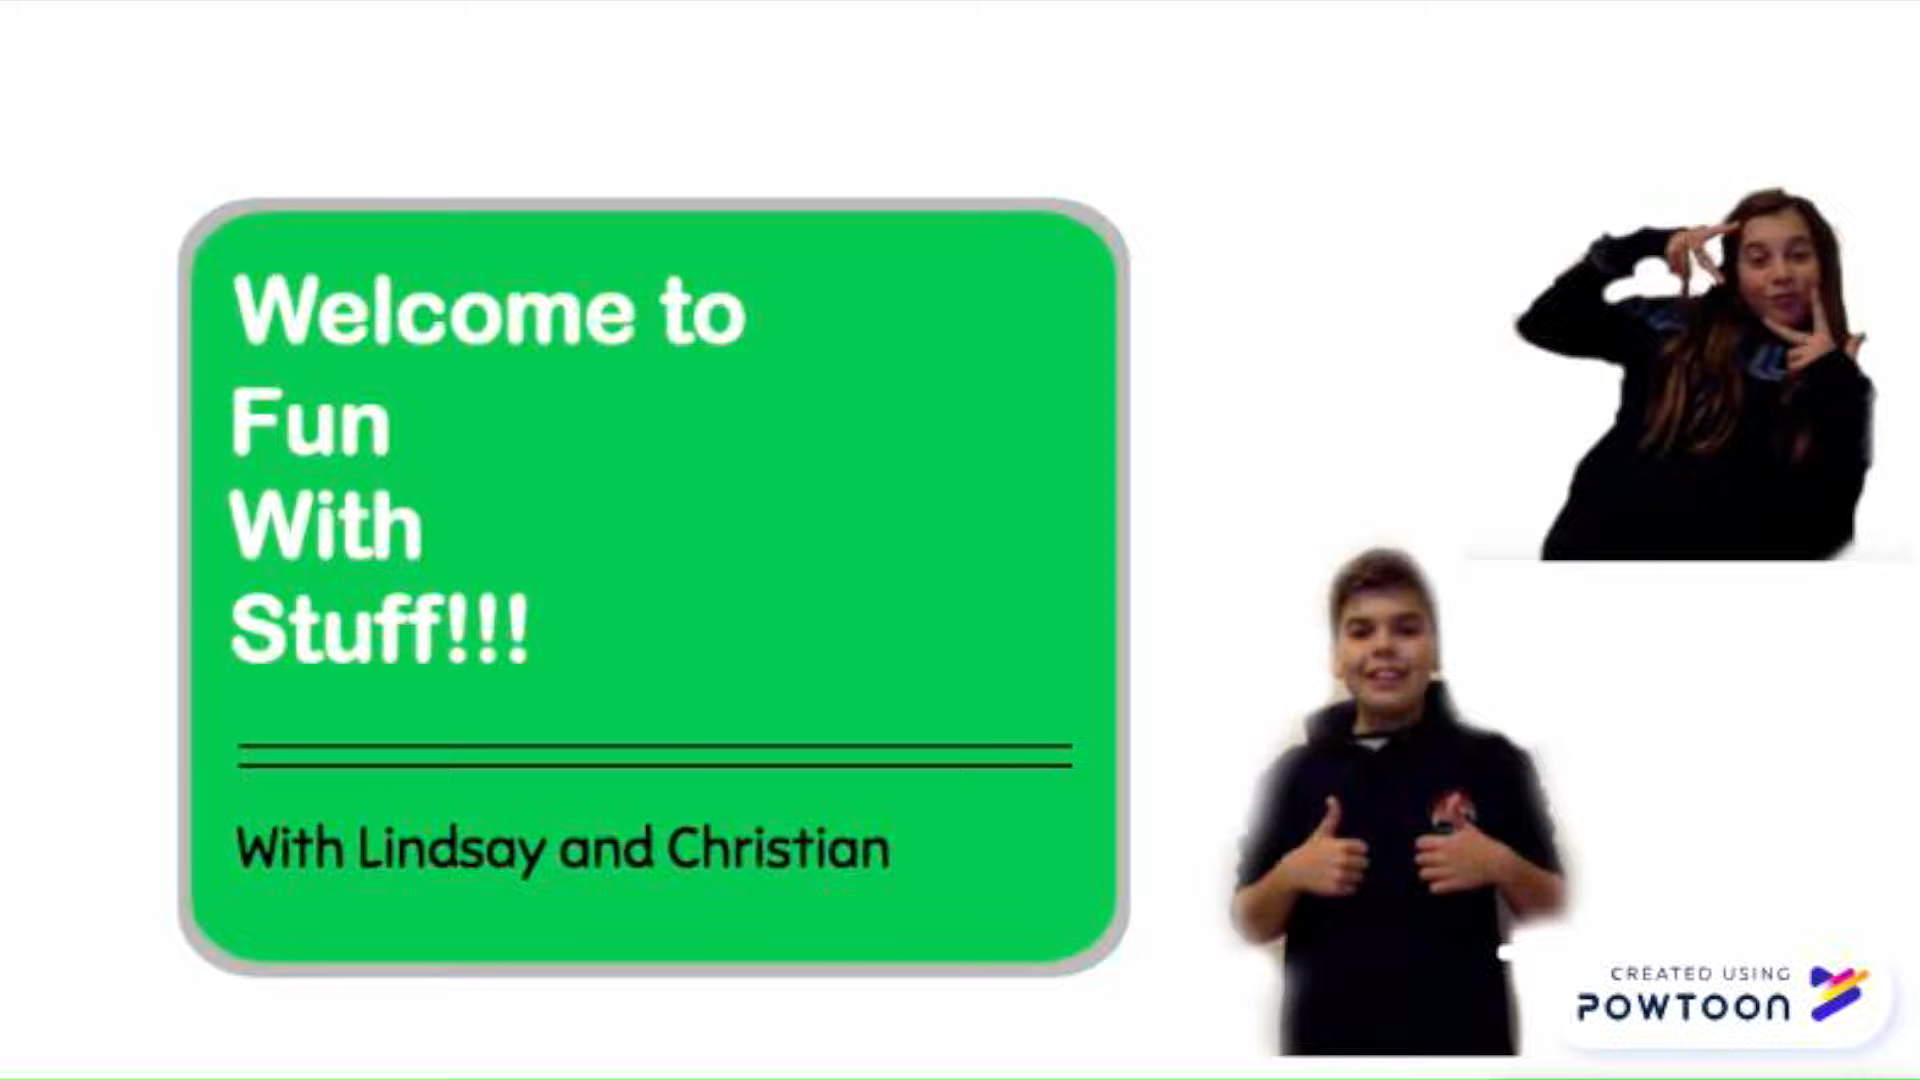 Welcome to
Fun
With
Stuff!!!
With Lindsay and Christian
CREATED USING
POWTOON